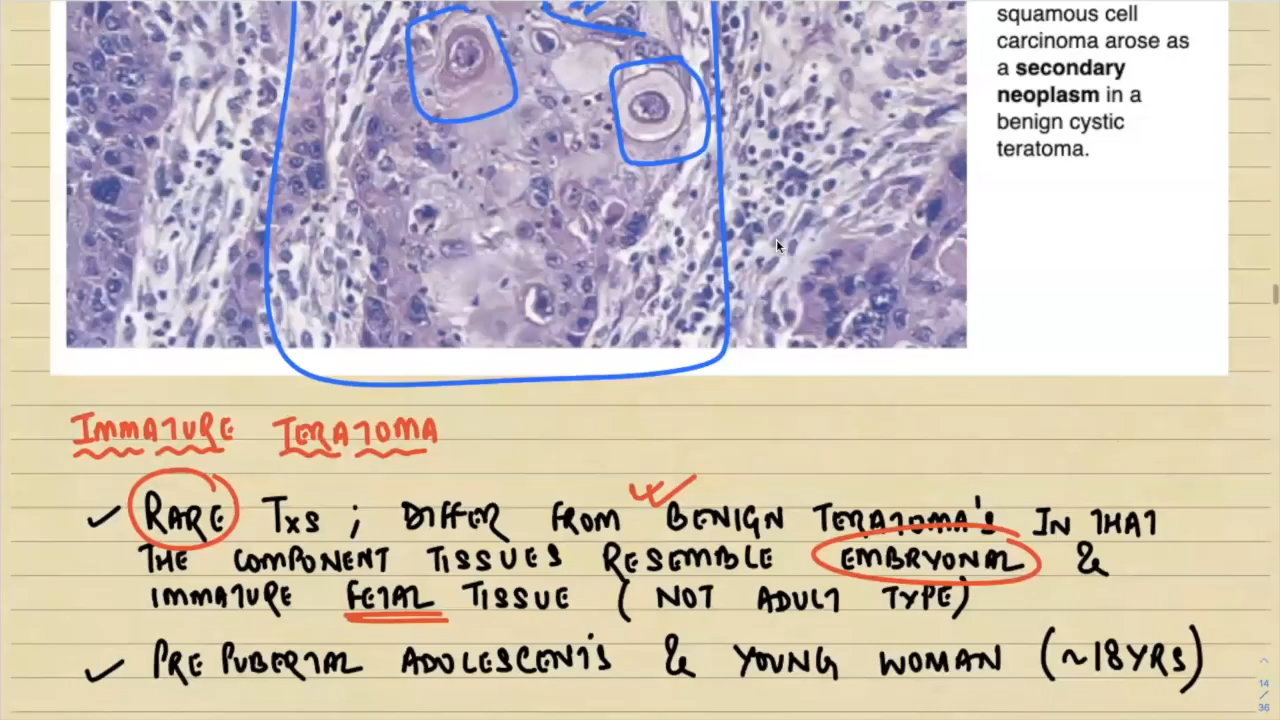 squamous cell
carcinoma arose as
a secondary
neoplasm in a
benign cystic
teratoma.
IMMATURE TERATOMA
RARE TXS ; DIFFER FROM BENIGN TERATOMA'S IN THAT
THE COMPONENT TISSUES RESEMBLE EMBRYONAL &
IMMATURE FETAL TISSUE ( NOT ADULT TYPE)
PRE PUBERTAL ADOLESCENTS & YOUNG WOMAN (~18YRS)
14
/
36